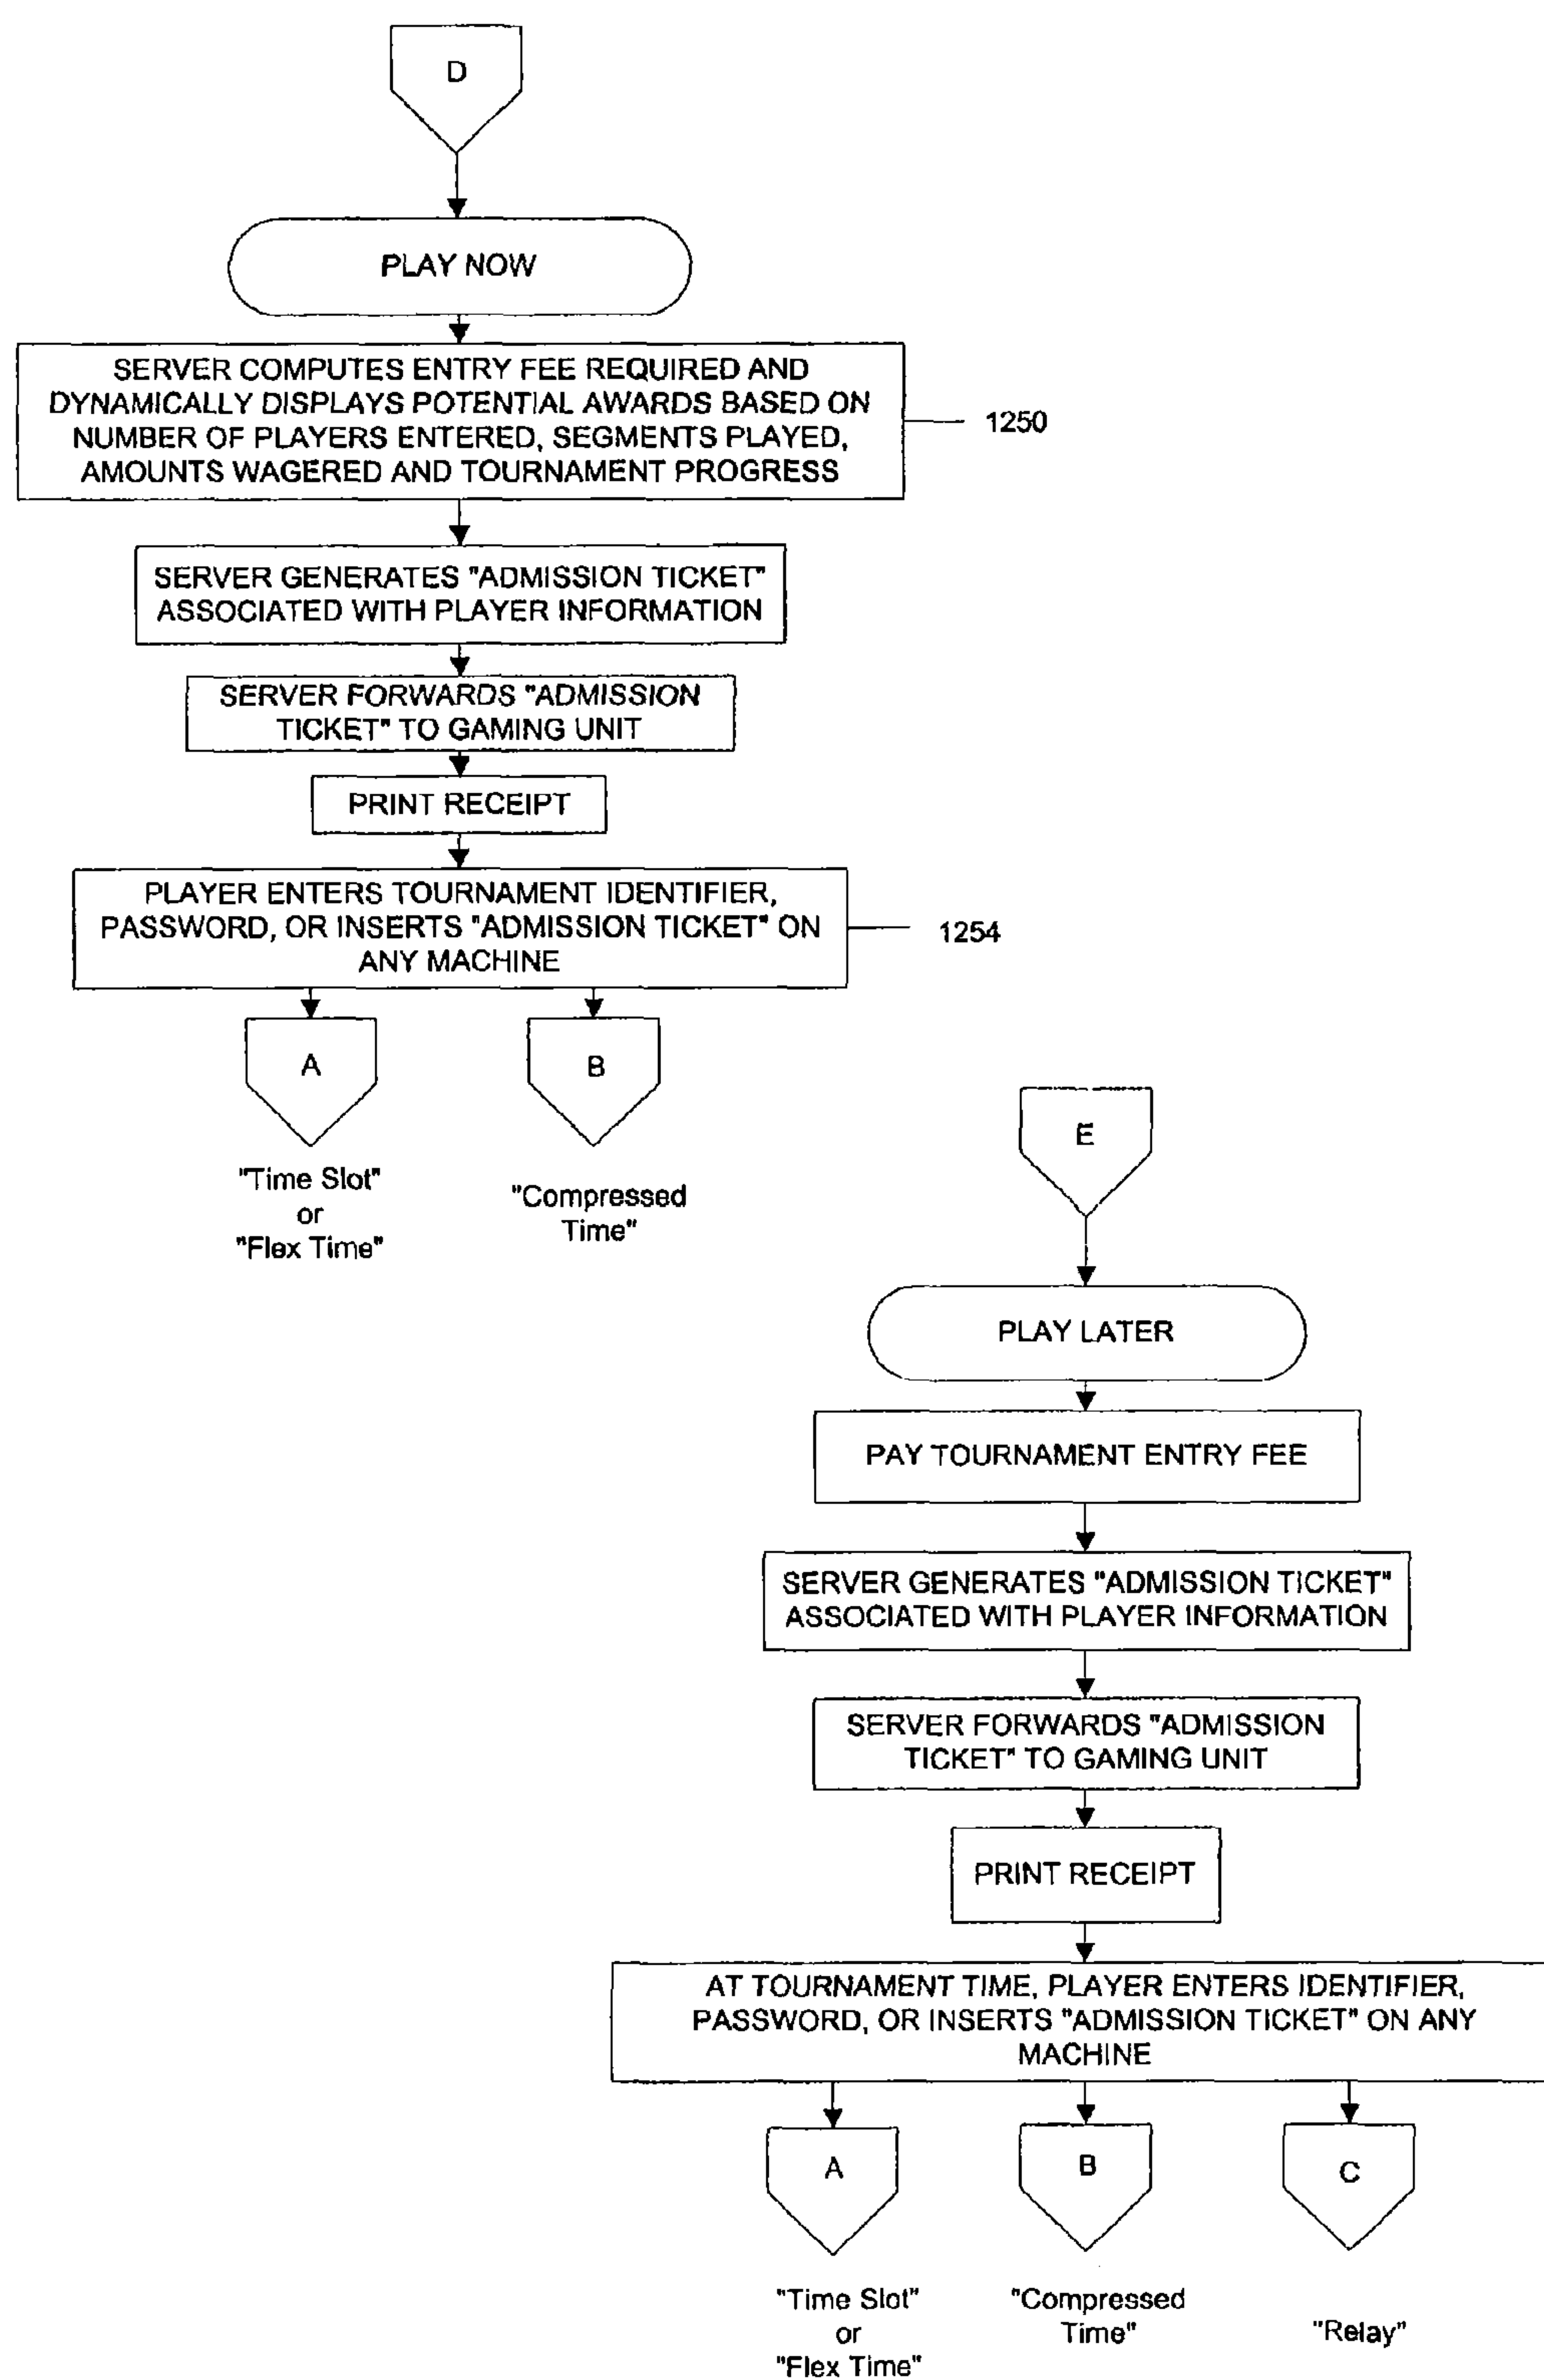 D
PLAY NOW
SERVER COMPUTES ENTRY FEE REQUIRED AND
DYNAMICALLY DISPLAYS POTENTIAL AWARDS BASED ON
NUMBER OF PLAYERS ENTERED, SEGMENTS PLAYED,
AMOUNTS WAGERED AND TOURNAMENT PROGRESS
1250
SERVER GENERATES "ADMISSION TICKET"
ASSOCIATED WITH PLAYER INFORMATION
SERVER FORWARDS "ADMISSION
TICKET" TO GAMING UNIT
PRINT RECEIPT
PLAYER ENTERS TOURNAMENT IDENTIFIER,
PASSWORD, OR INSERTS "ADMISSION TICKET" ON
ANY MACHINE
1254
A
B
"Time Slot"
or
"Flex Time"
"Compressed
Time"
E
PLAY LATER
PAY TOURNAMENT ENTRY FEE
SERVER GENERATES "ADMISSION TICKET"
ASSOCIATED WITH PLAYER INFORMATION
SERVER FORWARDS "ADMISSION
TICKET" TO GAMING UNIT
PRINT RECEIPT
AT TOURNAMENT TIME, PLAYER ENTERS IDENTIFIER,
PASSWORD, OR INSERTS "ADMISSION TICKET" ON ANY
MACHINE
A
B
C
"Time Slot"
or
"Flex Time"
"Compressed
Time"
"Relay"